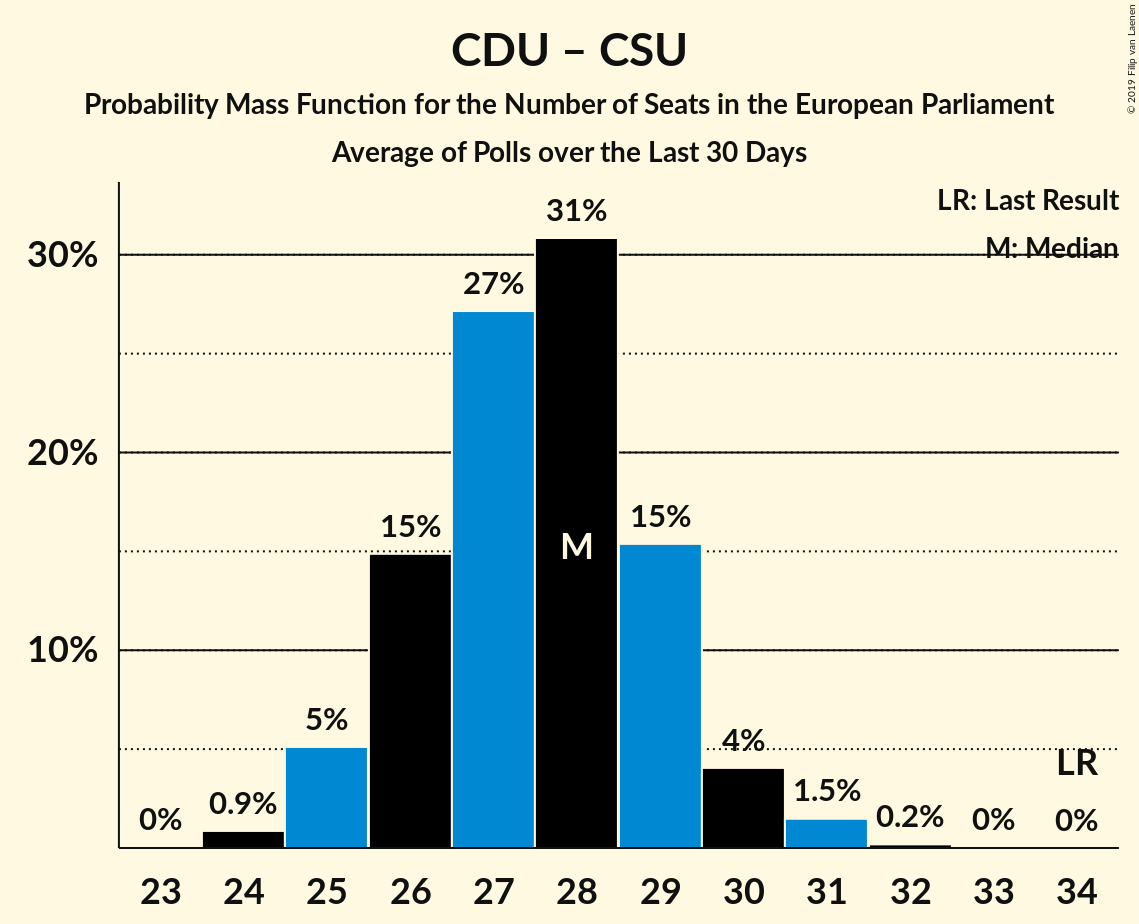 CDU – CSU
Probability Mass Function for the Number of Seats in the European Parliament
Average of Polls over the Last 30 Days
© 2019 Filip van Laenen
LR: Last Result
M: Median
30%
20%
10%
0%
0.9%
5%
15%
27%
31%
M
15%
4%
1.5%
0.2%
0%
LR
0%
23 24 25 26 27 28 29 30 31 32 33 34